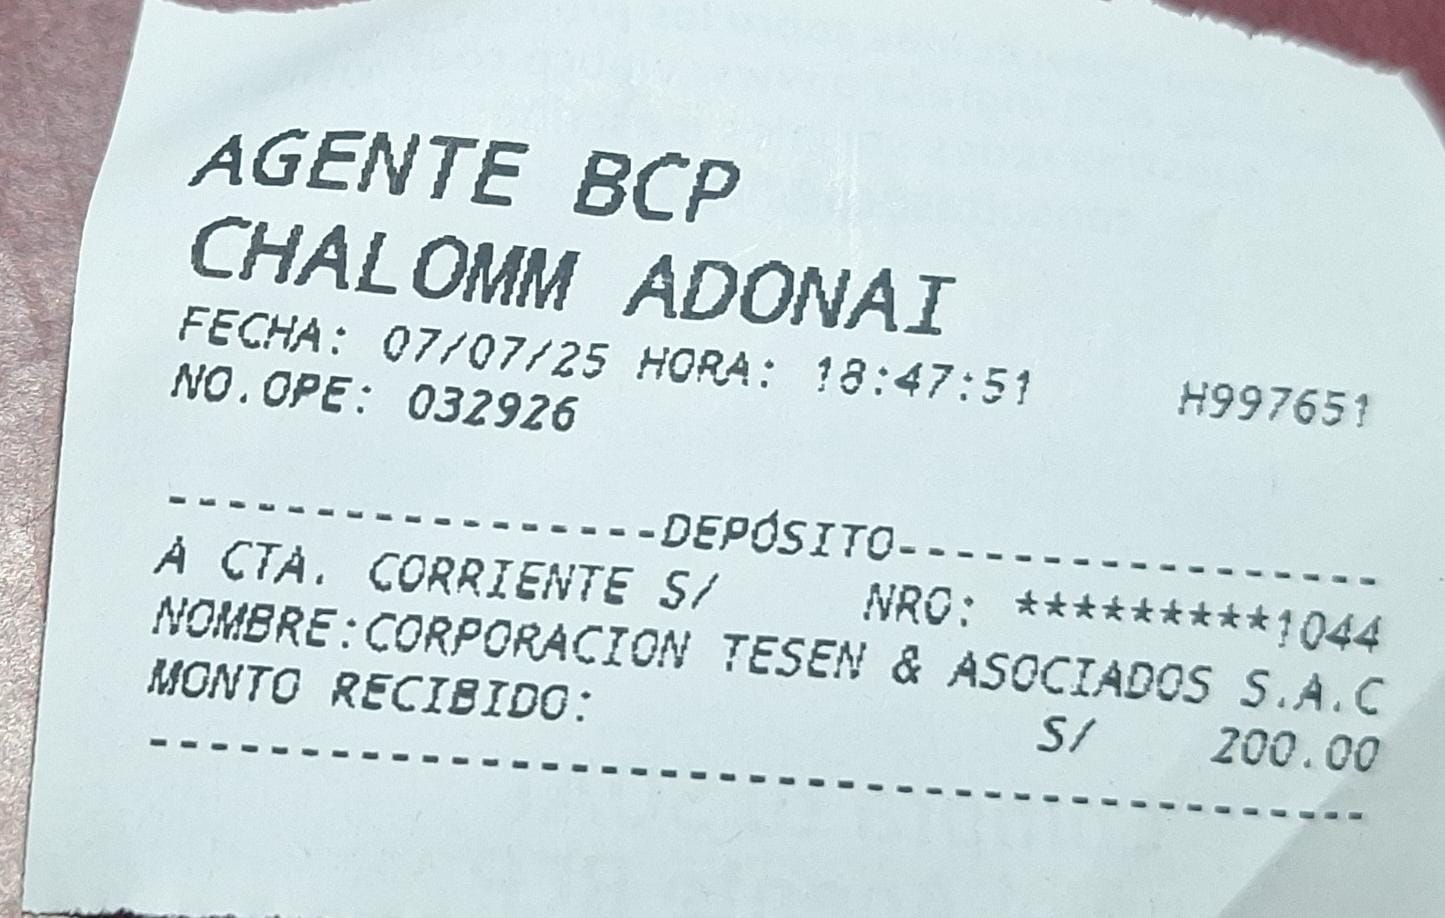 AGENTE BCP
CHALOMM ADONAI
FECHA: 07/07/25 HORA: 18:47:51 H997651
NO.OPE: 032926
-----------------DEPÓSITO----------------
A CTA. CORRIENTE S/ NRO: *********1044
NOMBRE:CORPORACION TESEN & ASOCIADOS S.A.C
MONTO RECIBIDO: S/ 200.00
-----------------------------------------